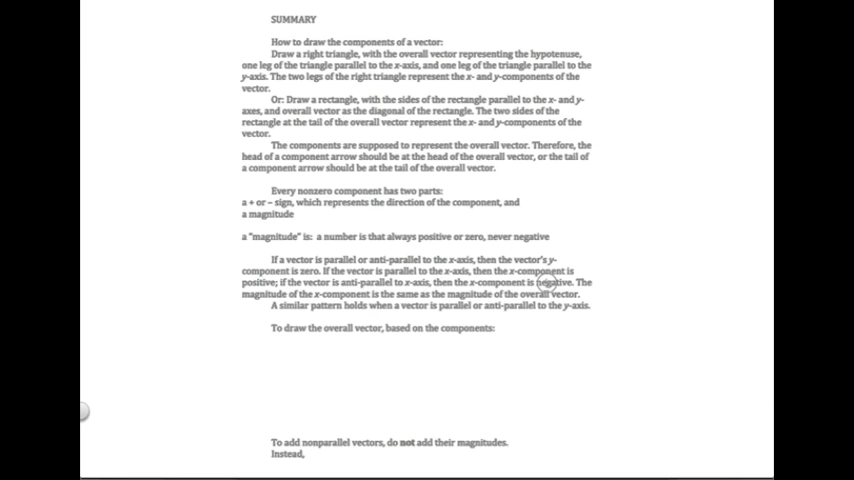 SUMMARY
How to draw the components of a vector:
Draw a right triangle, with the overall vector representing the hypotenuse,
one leg of the triangle parallel to the x-axis, and one leg of the triangle parallel to the
y-axis. The two legs of the right triangle represent the x- and y-components of the
vector.
Or: Draw a rectangle, with the sides of the rectangle parallel to the x- and y-
axes, and overall vector as the diagonal of the rectangle. The two sides of the
rectangle at the tail of the overall vector represent the x- and y-components of the
vector.
The components are supposed to represent the overall vector. Therefore, the
head of a component arrow should be at the head of the overall vector, or the tail of
a component arrow should be at the tail of the overall vector.
Every nonzero component has two parts:
a + or – sign, which represents the direction of the component, and
a magnitude
a "magnitude" is:  a number is that always positive or zero, never negative
If a vector is parallel or anti-parallel to the x-axis, then the vector's y-
component is zero. If the vector is parallel to the x-axis, then the x-component is
positive; if the vector is anti-parallel to x-axis, then the x-component is negative. The
magnitude of the x-component is the same as the magnitude of the overall vector.
A similar pattern holds when a vector is parallel or anti-parallel to the y-axis.
To draw the overall vector, based on the components:
To add nonparallel vectors, do not add their magnitudes.
Instead,